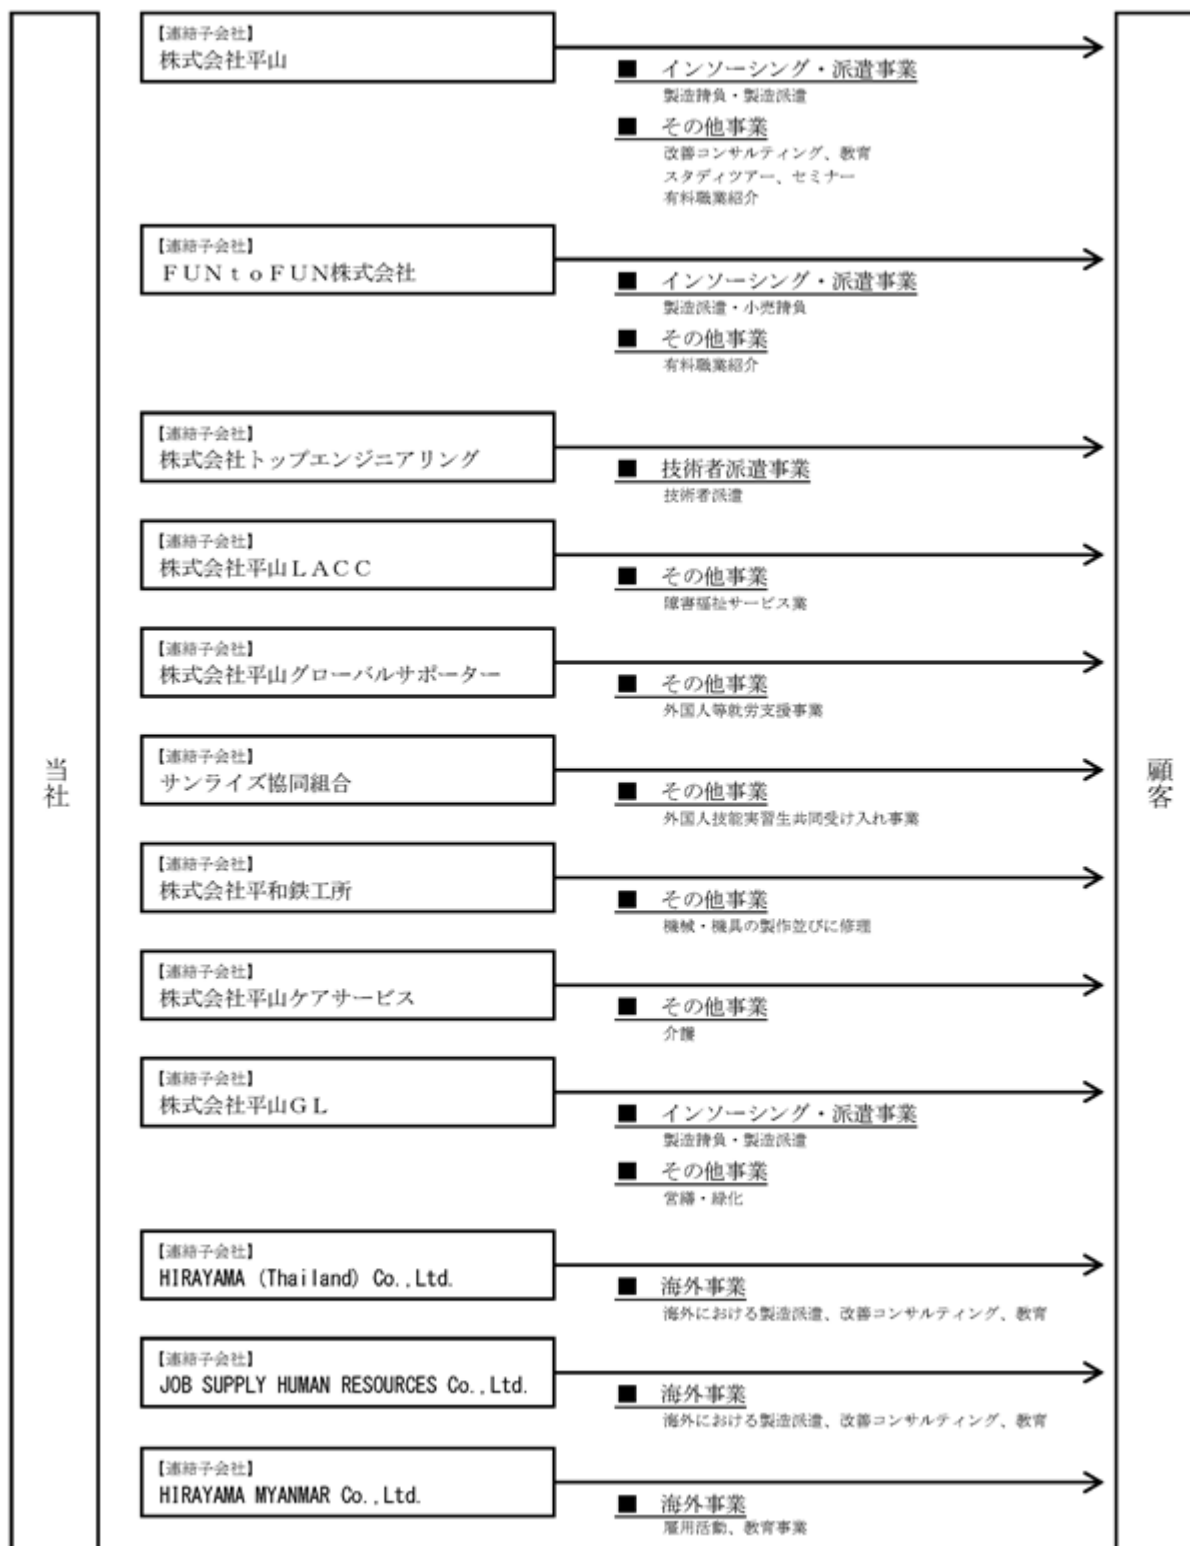 当社
【連結子会社】
株式会社平山
■ インソーシング・派遣事業
製造請負・製造派遣
■ その他事業
改善コンサルティング、教育
スタディツアー、セミナー
有料職業紹介
【連結子会社】
ＦＵＮｔｏＦＵＮ株式会社
■ インソーシング・派遣事業
製造派遣・小売請負
■ その他事業
有料職業紹介
【連結子会社】
株式会社トップエンジニアリング
■ 技術者派遣事業
技術者派遣
【連結子会社】
株式会社平山ＬＡＣＣ
■ その他事業
障害福祉サービス業
【連結子会社】
株式会社平山グローバルサポーター
■ その他事業
外国人等就労支援事業
【連結子会社】
サンライズ協同組合
■ その他事業
外国人技能実習生共同受け入れ事業
【連結子会社】
株式会社平和鉄工所
■ その他事業
機械・機具の製作並びに修理
【連結子会社】
株式会社平山ケアサービス
■ その他事業
介護
【連結子会社】
株式会社平山ＧＬ
■ インソーシング・派遣事業
製造請負・製造派遣
■ その他事業
営繕・緑化
【連結子会社】
HIRAYAMA (Thailand) Co.,Ltd.
■ 海外事業
海外における製造派遣、改善コンサルティング、教育
【連結子会社】
JOB SUPPLY HUMAN RESOURCES Co.,Ltd.
■ 海外事業
海外における製造派遣、改善コンサルティング、教育
【連結子会社】
HIRAYAMA MYANMAR Co.,Ltd.
■ 海外事業
雇用活動、教育事業
顧客